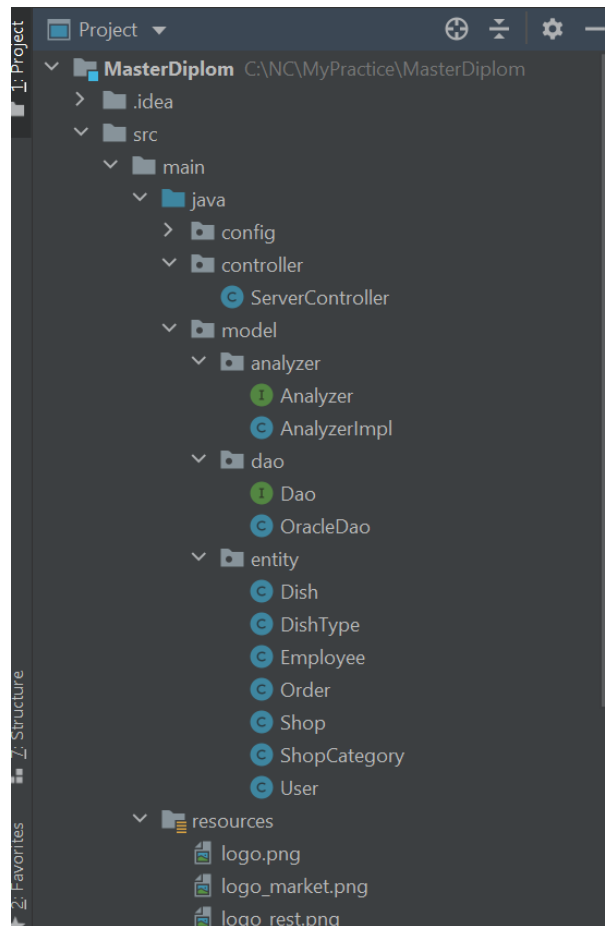 Project
MasterDiplom C:\NC\MyPractice\MasterDiplom
.idea
src
main
java
config
controller
ServerController
model
analyzer
Analyzer
AnalyzerImpl
dao
Dao
OracleDao
entity
Dish
DishType
Employee
Order
Shop
ShopCategory
User
resources
logo.png
logo_market.png
logo_rest.png
1: Project
7: Structure
2: Favorites